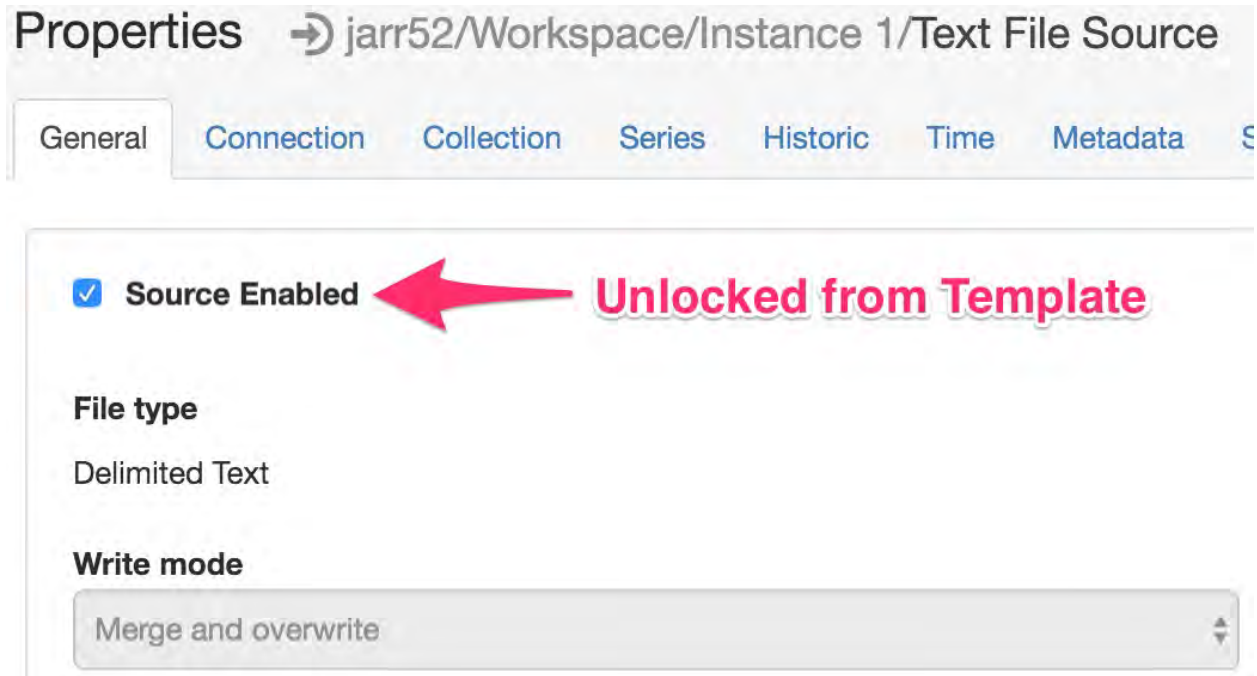 Properties jarr52/Workspace/Instance 1/Text File Source
General Connection Collection Series Historic Time Metadata S
Source Enabled Unlocked from Template
File type
Delimited Text
Write mode
Merge and overwrite